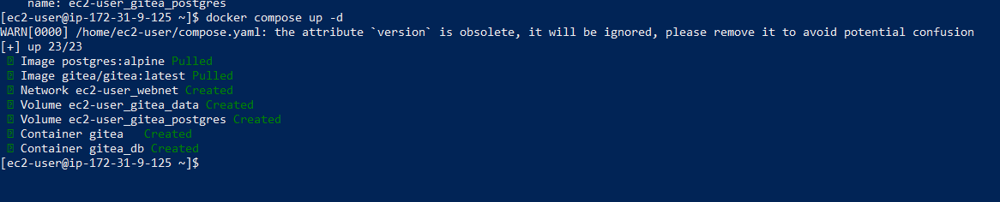 name: ec2-user_gitea_postgres
[ec2-user@ip-172-31-9-125 ~]$ docker compose up -d
WARN[0000] /home/ec2-user/compose.yaml: the attribute `version` is obsolete, it will be ignored, please remove it to avoid potential confusion
[+] up 23/23
Image postgres:alpine Pulled
Image gitea/gitea:latest Pulled
Network ec2-user_webnet Created
Volume ec2-user_gitea_data Created
Volume ec2-user_gitea_postgres Created
Container gitea Created
Container gitea_db Created
[ec2-user@ip-172-31-9-125 ~]$